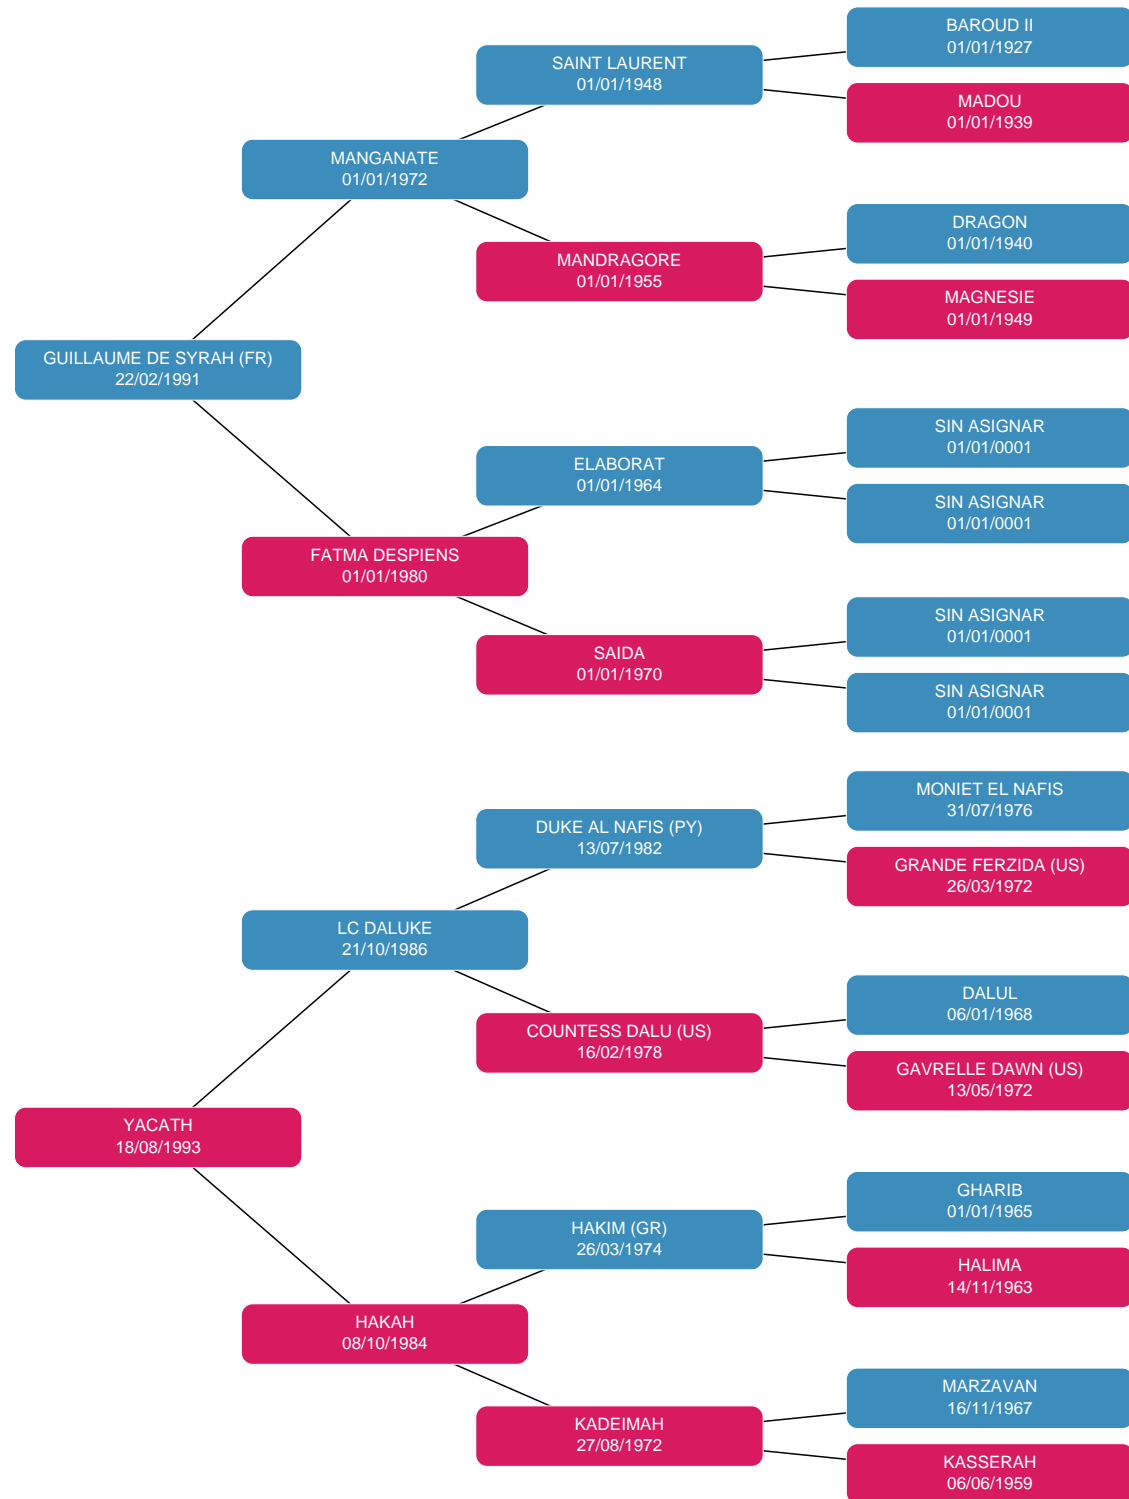 BAROUD II
01/01/1927
SAINT LAURENT
01/01/1948
MADOU
01/01/1939
MANGANATE
01/01/1972
DRAGON
01/01/1940
MANDRAGORE
01/01/1955
MAGNESIE
01/01/1949
GUILLAUME DE SYRAH (FR)
22/02/1991
SIN ASIGNAR
01/01/0001
ELABORAT
01/01/1964
SIN ASIGNAR
01/01/0001
FATMA DESPIENS
01/01/1980
SIN ASIGNAR
01/01/0001
SAIDA
01/01/1970
SIN ASIGNAR
01/01/0001
MONIET EL NAFIS
31/07/1976
DUKE AL NAFIS (PY)
13/07/1982
GRANDE FERZIDA (US)
26/03/1972
LC DALUKE
21/10/1986
DALUL
06/01/1968
COUNTESS DALU (US)
16/02/1978
GAVRELLE DAWN (US)
13/05/1972
YACATH
18/08/1993
GHARIB
01/01/1965
HAKIM (GR)
26/03/1974
HALIMA
14/11/1963
HAKAH
08/10/1984
MARZAVAN
16/11/1967
KADEIMAH
27/08/1972
KASSERAH
06/06/1959